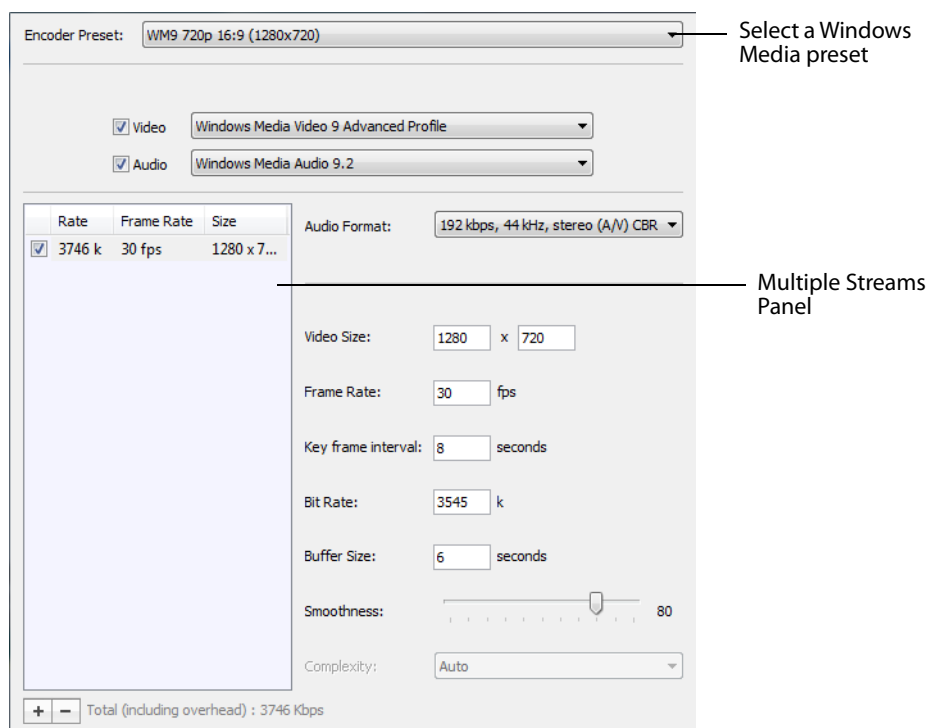 Encoder Preset: WM9 720p 16:9 (1280x720)
Select a Windows
Media preset
Video Windows Media Video 9 Advanced Profile
Audio Windows Media Audio 9.2
Rate Frame Rate Size
3746 k 30 fps 1280 x 7...
Audio Format: 192 kbps, 44 kHz, stereo (A/V) CBR
Multiple Streams
Panel
Video Size: 1280 x 720
Frame Rate: 30 fps
Key frame interval: 8 seconds
Bit Rate: 3545 k
Buffer Size: 6 seconds
Smoothness: 80
Complexity: Auto
+ − Total (including overhead) : 3746 Kbps